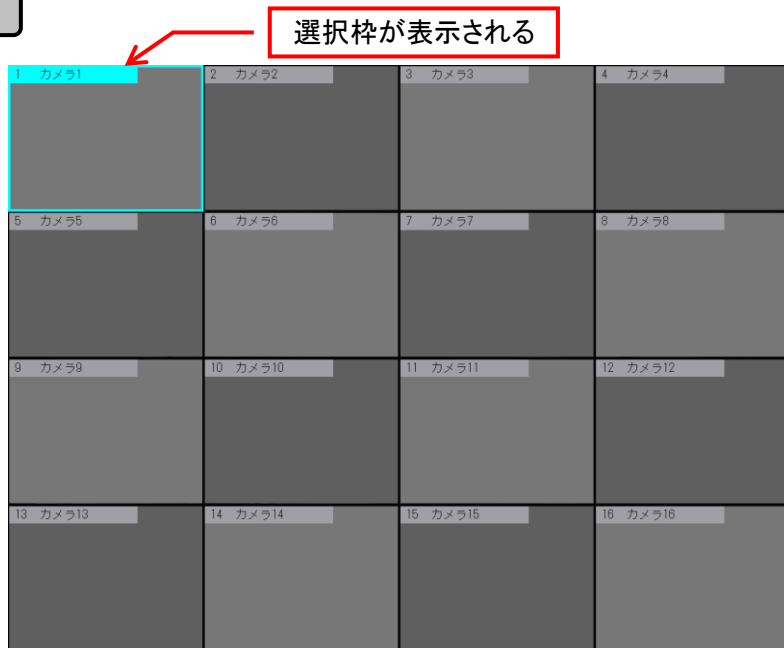 選択枠が表示される
1 カメラ1
2 カメラ2
3 カメラ3
4 カメラ4
5 カメラ5
6 カメラ6
7 カメラ7
8 カメラ8
9 カメラ9
10 カメラ10
11 カメラ11
12 カメラ12
13 カメラ13
14 カメラ14
15 カメラ15
16 カメラ16